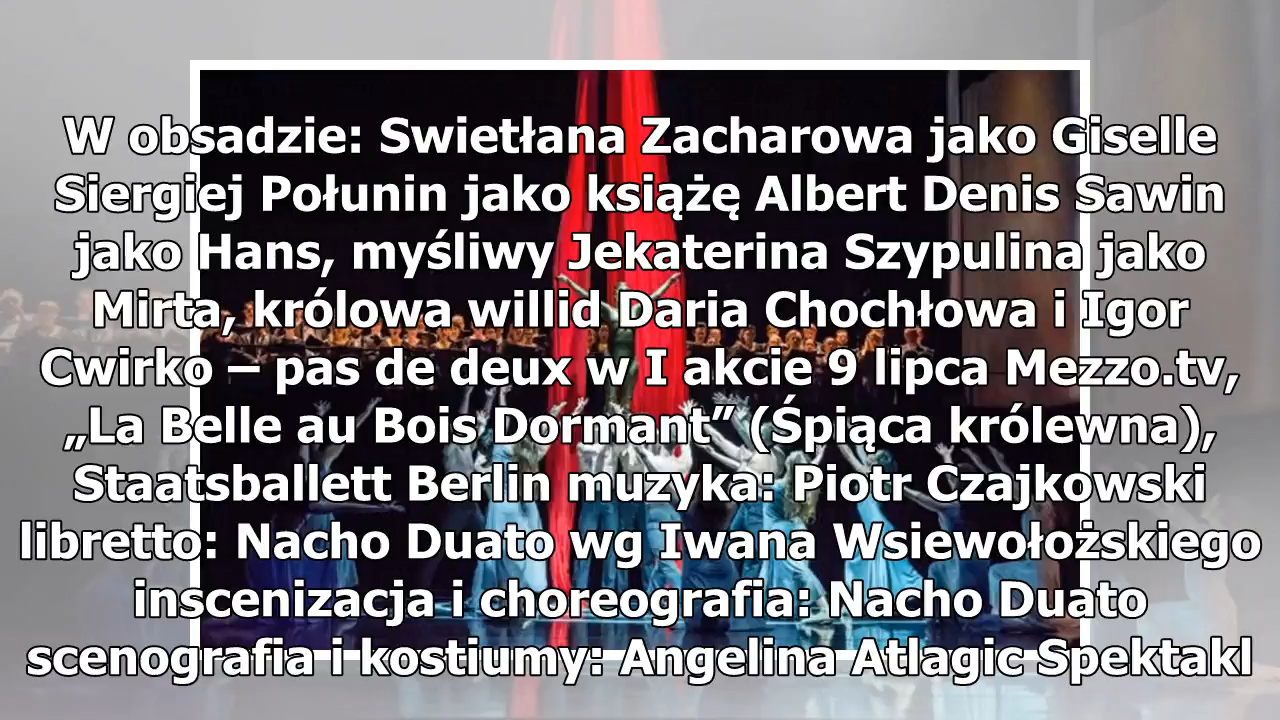 W obsadzie: Swietłana Zacharowa jako Giselle
Siergiej Połunin jako książę Albert Denis Sawin
jako Hans, myśliwy Jekaterina Szypulina jako
Mirta, królowa willid Daria Chochłowa i Igor
Cwirko – pas de deux w I akcie 9 lipca Mezzo.tv,
„La Belle au Bois Dormant” (Śpiąca królewna),
Staatsballett Berlin muzyka: Piotr Czajkowski
libretto: Nacho Duato wg Iwana Wsiewołożskiego
inscenizacja i choreografia: Nacho Duato
scenografia i kostiumy: Angelina Atlagic Spektakl